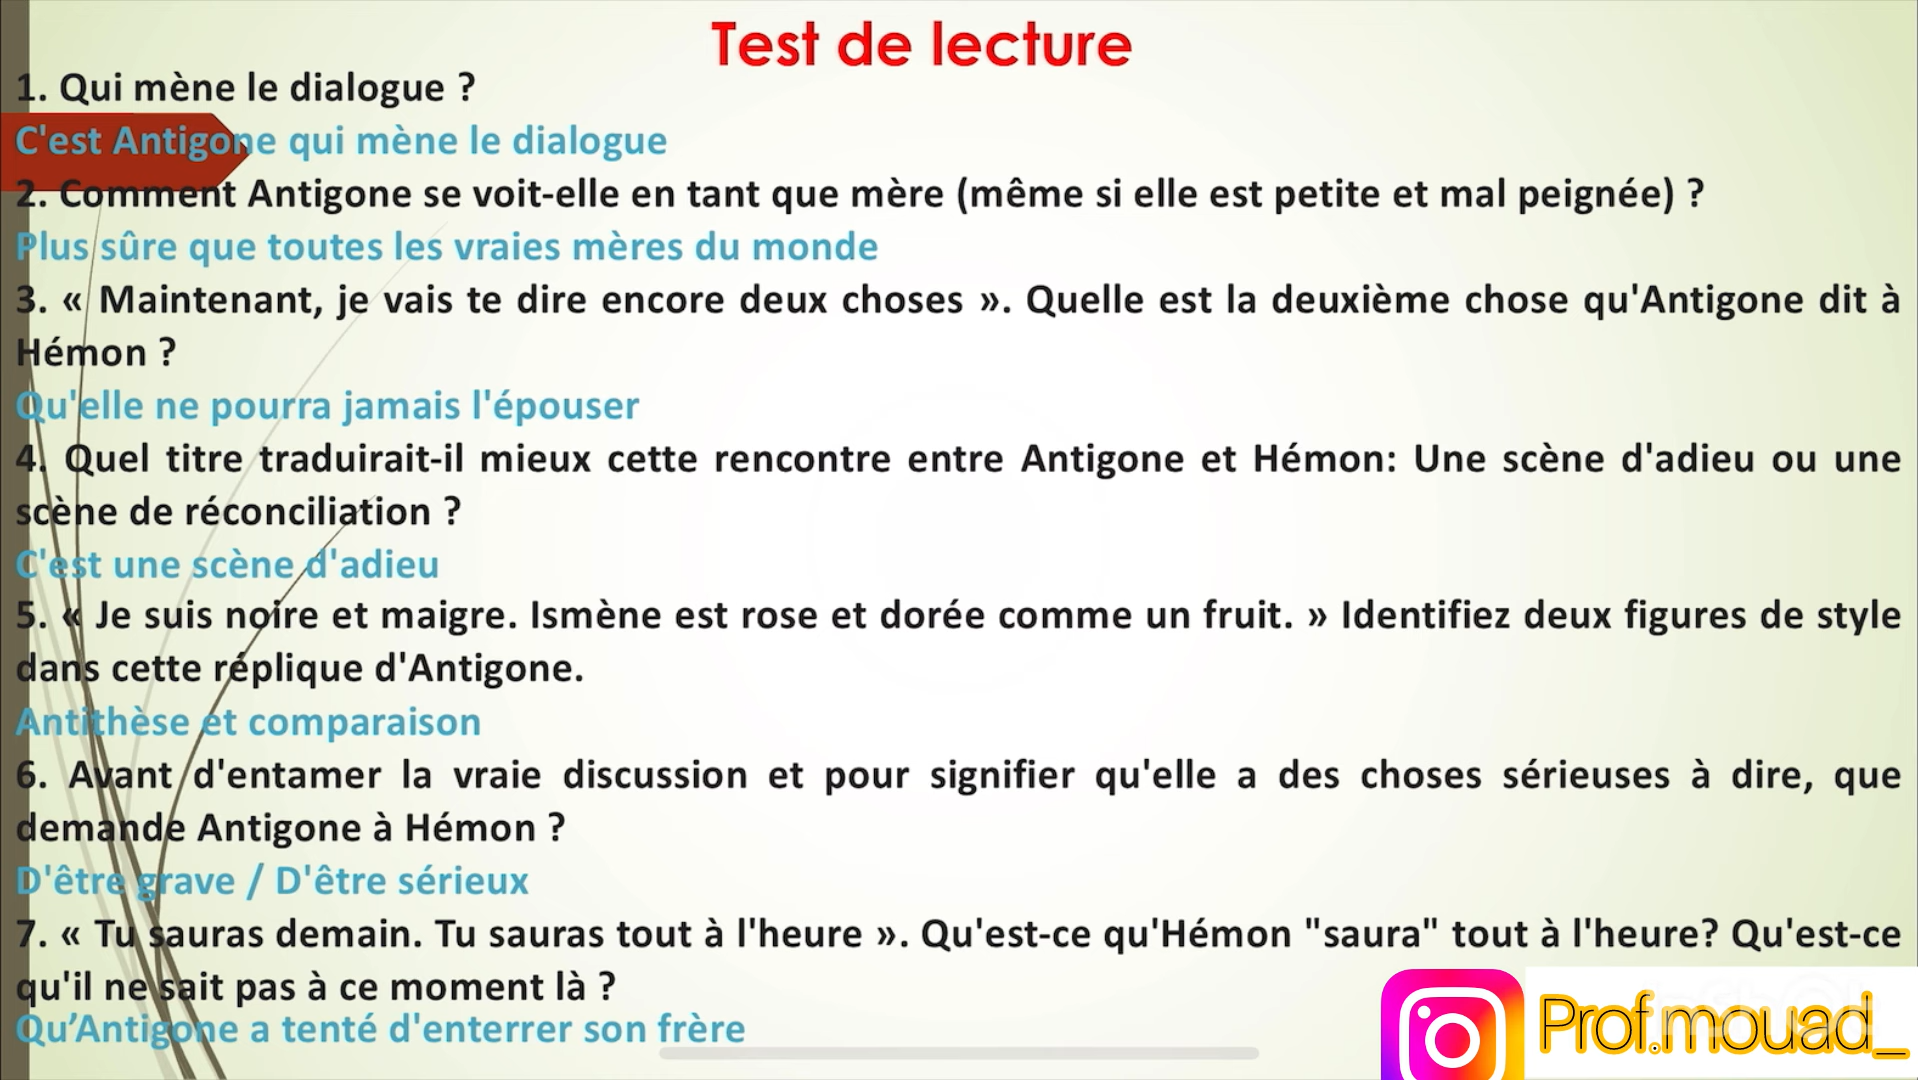 Test de lecture
1. Qui mène le dialogue ?
C'est Antigone qui mène le dialogue
2. Comment Antigone se voit-elle en tant que mère (même si elle est petite et mal peignée) ?
Plus sûre que toutes les vraies mères du monde
3. « Maintenant, je vais te dire encore deux choses ». Quelle est la deuxième chose qu'Antigone dit à
Hémon ?
Qu'elle ne pourra jamais l'épouser
4. Quel titre traduirait-il mieux cette rencontre entre Antigone et Hémon: Une scène d'adieu ou une
scène de réconciliation ?
C'est une scène d'adieu
5. « Je suis noire et maigre. Ismène est rose et dorée comme un fruit. » Identifiez deux figures de style
dans cette réplique d'Antigone.
Antithèse et comparaison
6. Avant d'entamer la vraie discussion et pour signifier qu'elle a des choses sérieuses à dire, que
demande Antigone à Hémon ?
D'être grave / D'être sérieux
7. « Tu sauras demain. Tu sauras tout à l'heure ». Qu'est-ce qu'Hémon "saura" tout à l'heure? Qu'est-ce
qu'il ne sait pas à ce moment là ?
Qu’Antigone a tenté d'enterrer son frère
Prof.mouad_